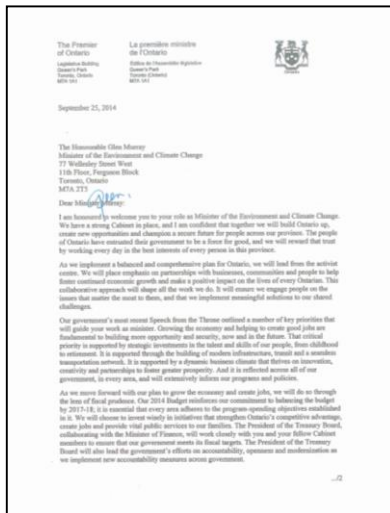 The Premier
of Ontario
La première ministre
de l'Ontario
Legislative Building
Queen's Park
Toronto, Ontario
M7A 1A1
Édifice de l'Assemblée législative
Queen's Park
Toronto (Ontario)
M7A 1A1
September 25, 2014
The Honourable Glen Murray
Minister of the Environment and Climate Change
77 Wellesley Street West
11th Floor, Ferguson Block
Toronto, Ontario
M7A 2T5
Dear Minister Murray:
Glen
I am honoured to welcome you to your role as Minister of the Environment and Climate Change.
We have a strong Cabinet in place, and I am confident that together we will build Ontario up,
create new opportunities and champion a secure future for people across our province. The people
of Ontario have entrusted their government to be a force for good, and we will reward that trust
by working every day in the best interests of every person in this province.
As we implement a balanced and comprehensive plan for Ontario, we will lead from the activist
centre. We will place emphasis on partnerships with businesses, communities and people to help
foster continued economic growth and make a positive impact on the lives of every Ontarian. This
collaborative approach will shape all the work we do. It will ensure we engage people on the
issues that matter the most to them, and that we implement meaningful solutions to our shared
challenges.
Our government's most recent Speech from the Throne outlined a number of key priorities that
will guide your work as minister. Growing the economy and helping to create good jobs are
fundamental to building more opportunity and security, now and in the future. That critical
priority is supported by strategic investments in the talent and skills of our people, from childhood
to retirement. It is supported through the building of modern infrastructure, transit and a seamless
transportation network. It is supported by a dynamic business climate that thrives on innovation,
creativity and partnerships to foster greater prosperity. And it is reflected across all of our
government, in every area, and will extensively inform our programs and policies.
As we move forward with our plan to grow the economy and create jobs, we will do so through
the lens of fiscal prudence. Our 2014 Budget reinforces our commitment to balancing the budget
by 2017-18; it is essential that every area adheres to the program-spending objectives established
in it. We will choose to invest wisely in initiatives that strengthen Ontario's competitive advantage,
create jobs and provide vital public services to our families. The President of the Treasury Board,
collaborating with the Minister of Finance, will work closely with you and your fellow Cabinet
members to ensure that our government meets its fiscal targets. The President of the Treasury
Board will also lead the government's efforts on accountability, openness and modernization as
we implement new accountability measures across government.
.../2